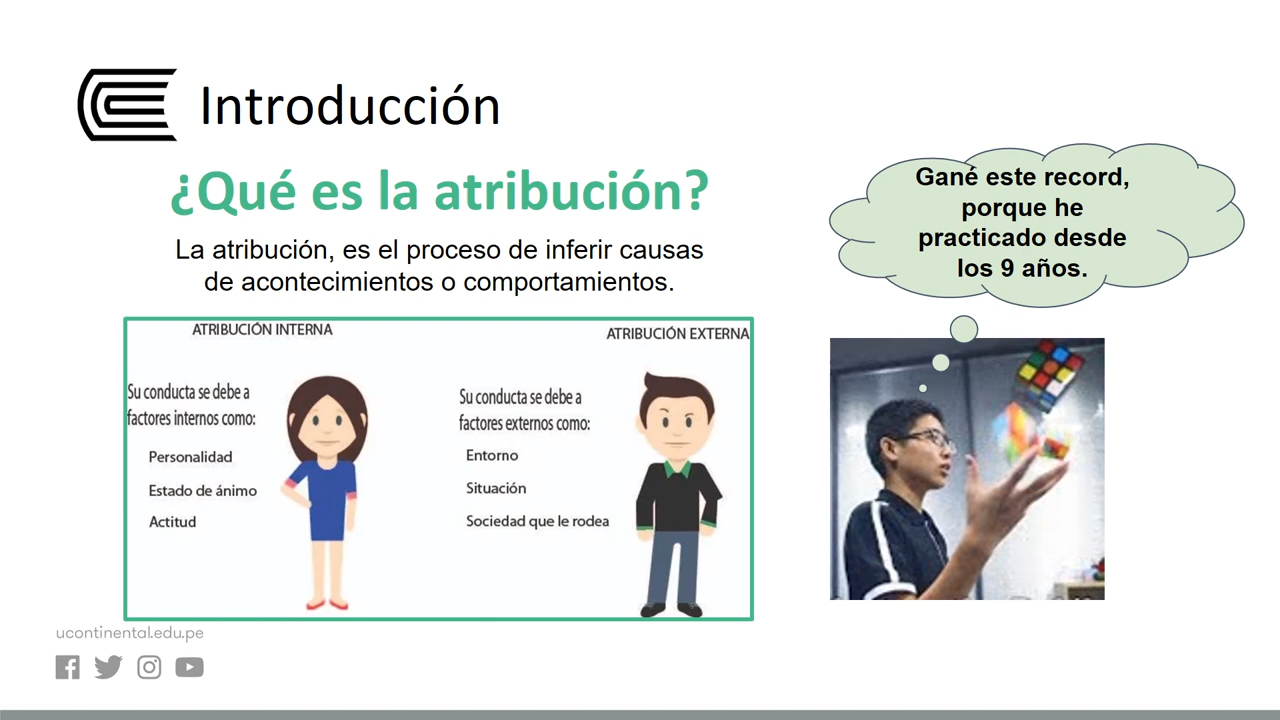 Introducción
¿Qué es la atribución?
La atribución, es el proceso de inferir causas
de acontecimientos o comportamientos.
ATRIBUCIÓN INTERNA
Su conducta se debe a
factores internos como:
Personalidad
Estado de ánimo
Actitud
ATRIBUCIÓN EXTERNA
Su conducta se debe a
factores externos como:
Entorno
Situación
Sociedad que le rodea
Gané este record,
porque he
practicado desde
los 9 años.
ucontinental.edu.pe